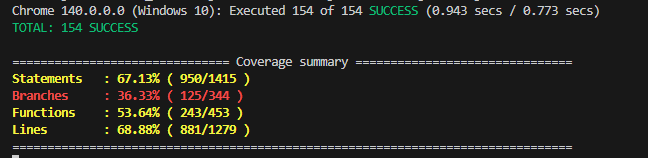 Chrome 140.0.0.0 (Windows 10): Executed 154 of 154 SUCCESS (0.943 secs / 0.773 secs)
TOTAL: 154 SUCCESS
=============================== Coverage summary ===============================
Statements   : 67.13% ( 950/1415 )
Branches     : 36.33% ( 125/344 )
Functions    : 53.64% ( 243/453 )
Lines        : 68.88% ( 881/1279 )
================================================================================